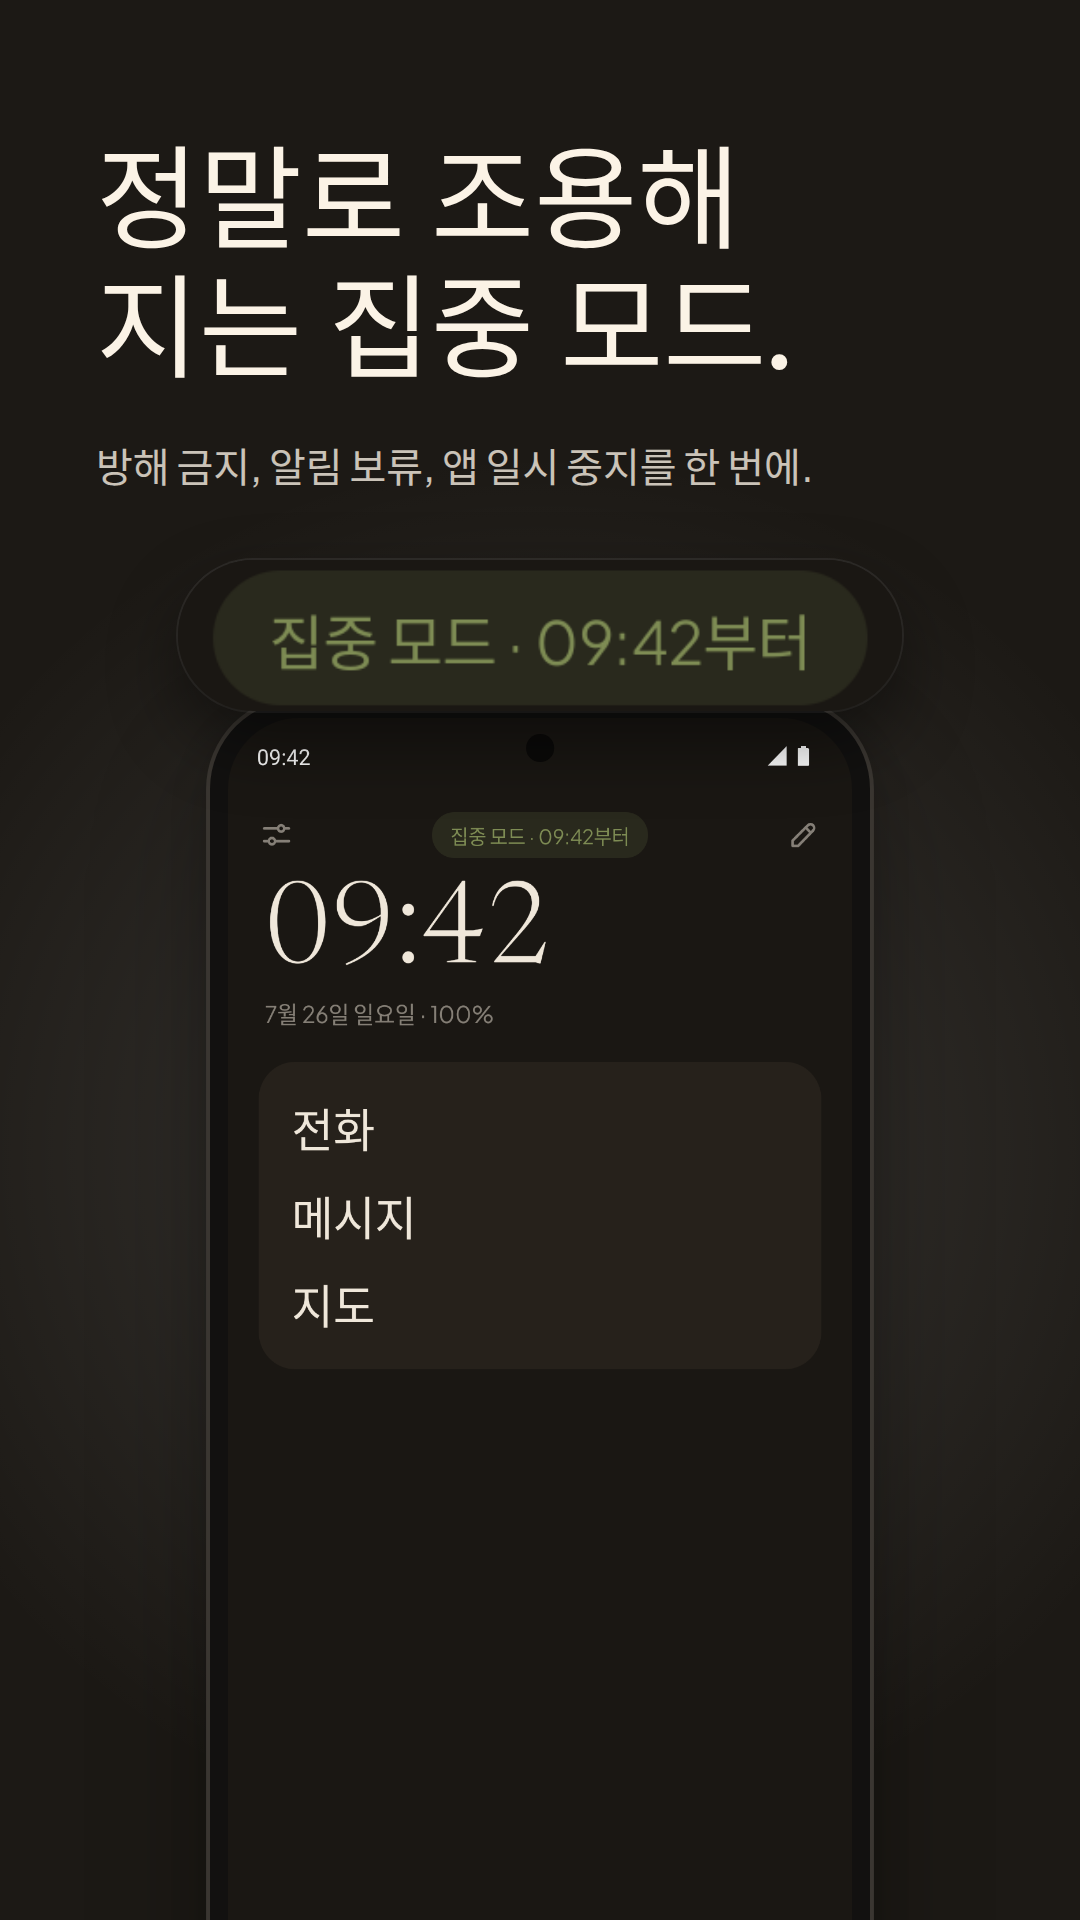 정말로 조용해
지는 집중 모드.
방해 금지, 알림 보류, 앱 일시 중지를 한 번에.
집중 모드 · 09:42부터
09:42
집중 모드 · 09:42부터
09:42
7월 26일 일요일 · 100%
전화
메시지
지도